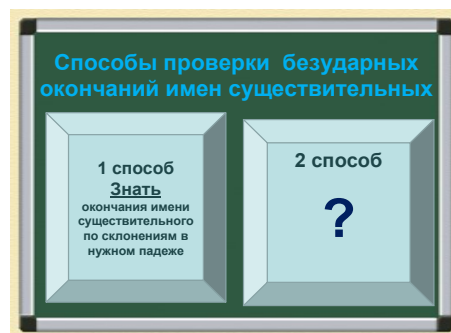 Способы проверки безударных
окончаний имен существительных
1 способ
Знать
окончания имени
существительного
по склонениям в
нужном падеже
2 способ
?